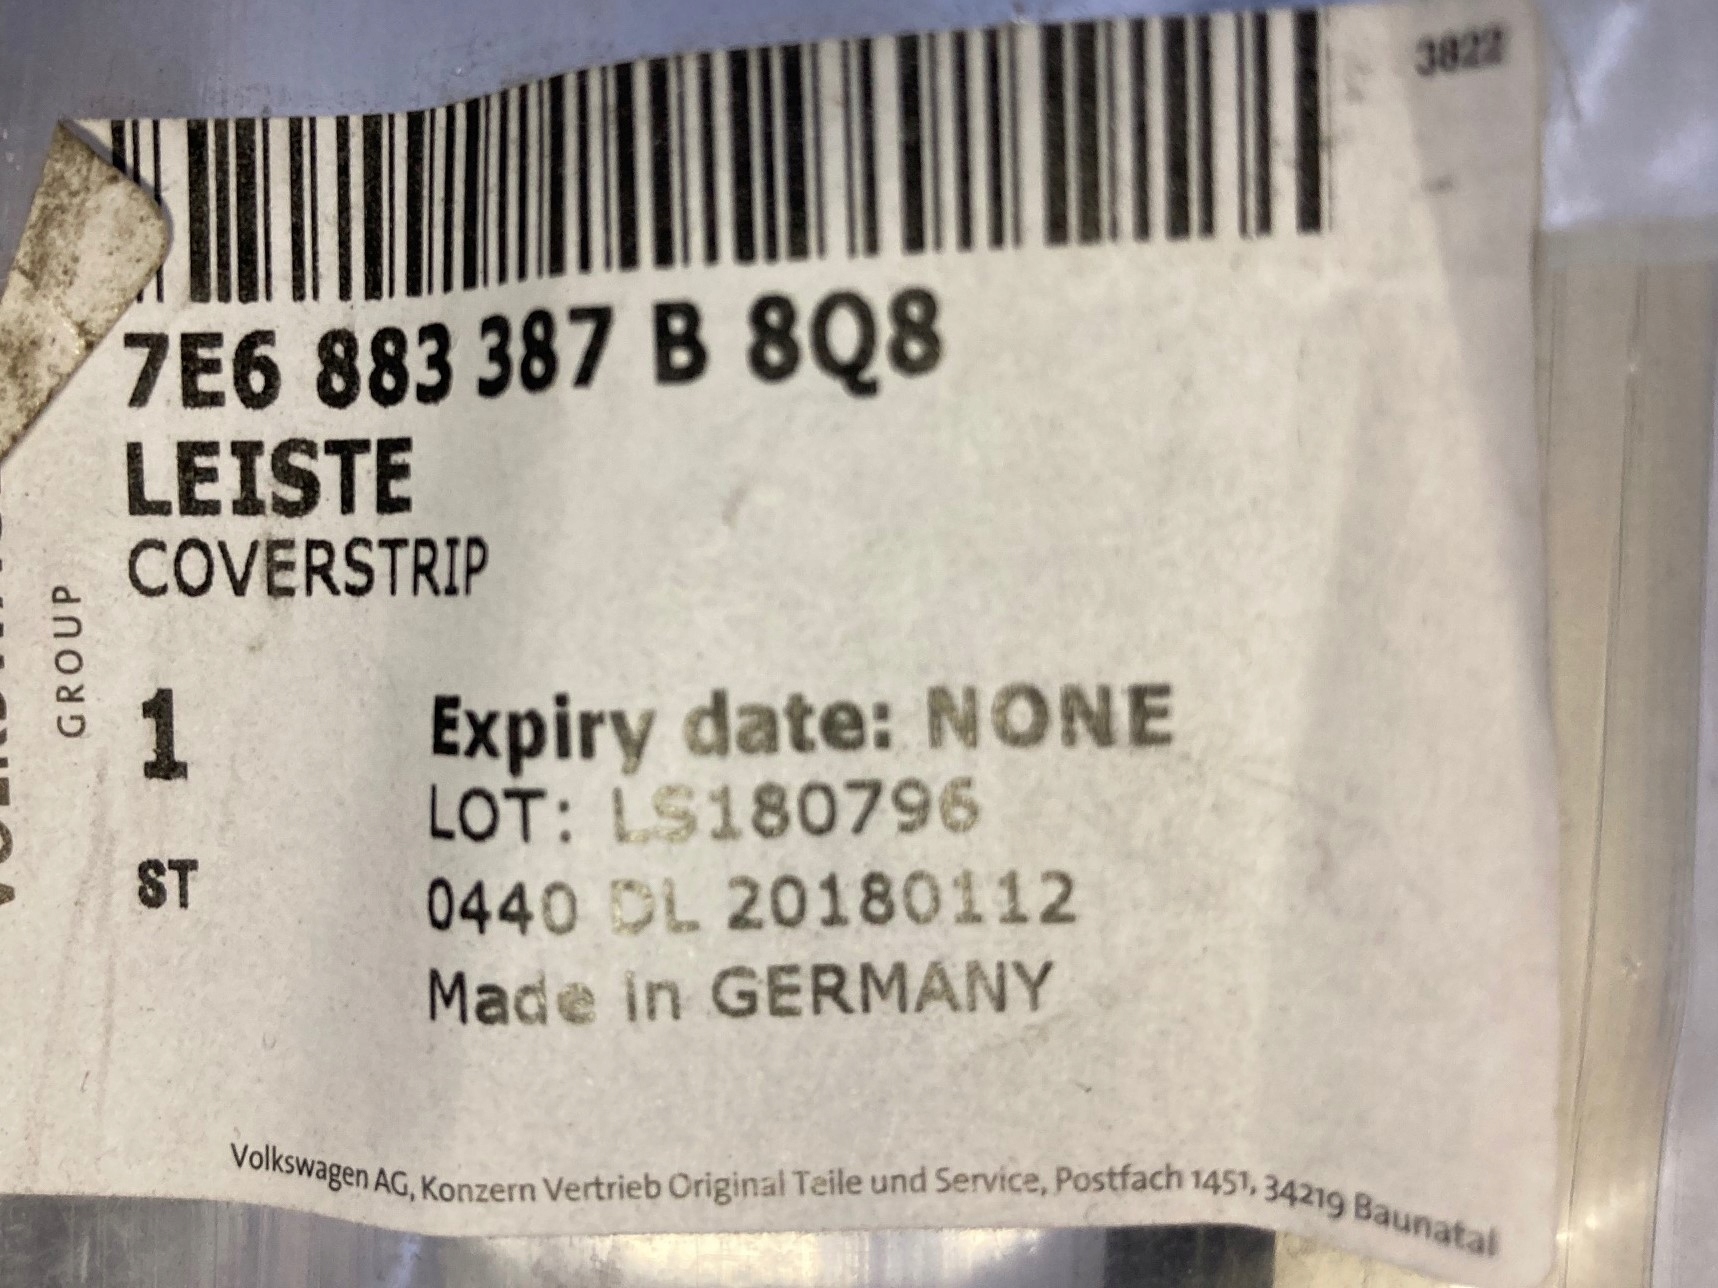 3822
7E6 883 387 B 8Q8
LEISTE
COVERSTRIP
GROUP
1
Expiry date: NONE
LOT: LS180796
ST
0440 DL 20180112
Made in GERMANY
Volkswagen AG, Konzern Vertrieb Original Teile und Service, Postfach 1451, 34219 Baunatal